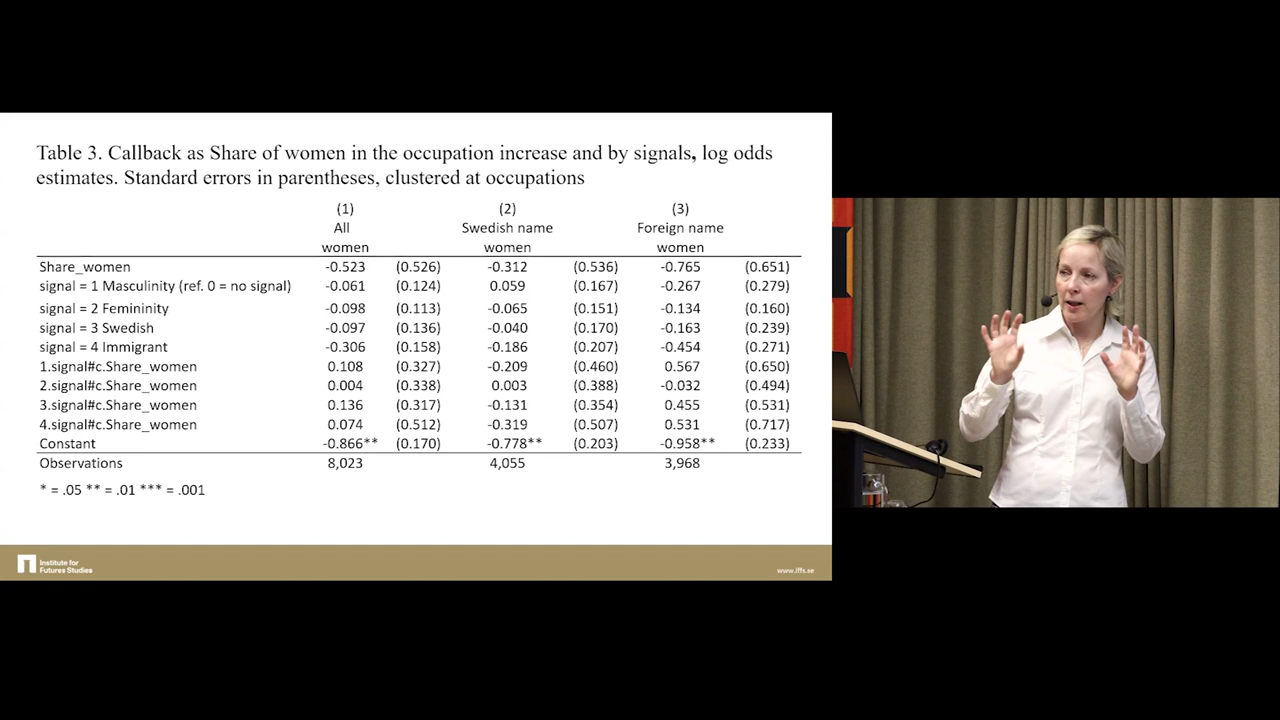 Table 3. Callback as Share of women in the occupation increase and by signals, log odds
estimates. Standard errors in parentheses, clustered at occupations
(1) (2) (3)
All Swedish name Foreign name
women women women
Share_women -0.523 (0.526) -0.312 (0.536) -0.765 (0.651)
signal = 1 Masculinity (ref. 0 = no signal) -0.061 (0.124) 0.059 (0.167) -0.267 (0.279)
signal = 2 Femininity -0.098 (0.113) -0.065 (0.151) -0.134 (0.160)
signal = 3 Swedish -0.097 (0.136) -0.040 (0.170) -0.163 (0.239)
signal = 4 Immigrant -0.306 (0.158) -0.186 (0.207) -0.454 (0.271)
1.signal#c.Share_women 0.108 (0.327) -0.209 (0.460) 0.567 (0.650)
2.signal#c.Share_women 0.004 (0.338) 0.003 (0.388) -0.032 (0.494)
3.signal#c.Share_women 0.136 (0.317) -0.131 (0.354) 0.455 (0.531)
4.signal#c.Share_women 0.074 (0.512) -0.319 (0.507) 0.531 (0.717)
Constant -0.866** (0.170) -0.778** (0.203) -0.958** (0.233)
Observations 8,023 4,055 3,968
* = .05 ** = .01 *** = .001
Institute for
Futures Studies
www.iffs.se